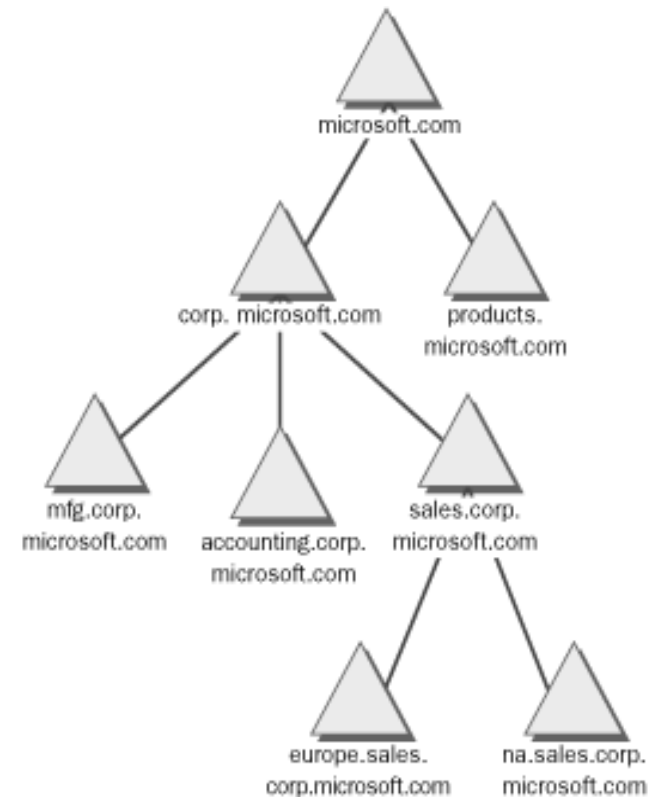 microsoft.com
corp. microsoft.com
products.
microsoft.com
mfg.corp.
microsoft.com
accounting.corp.
microsoft.com
sales.corp.
microsoft.com
europe.sales.
corp.microsoft.com
na.sales.corp.
microsoft.com